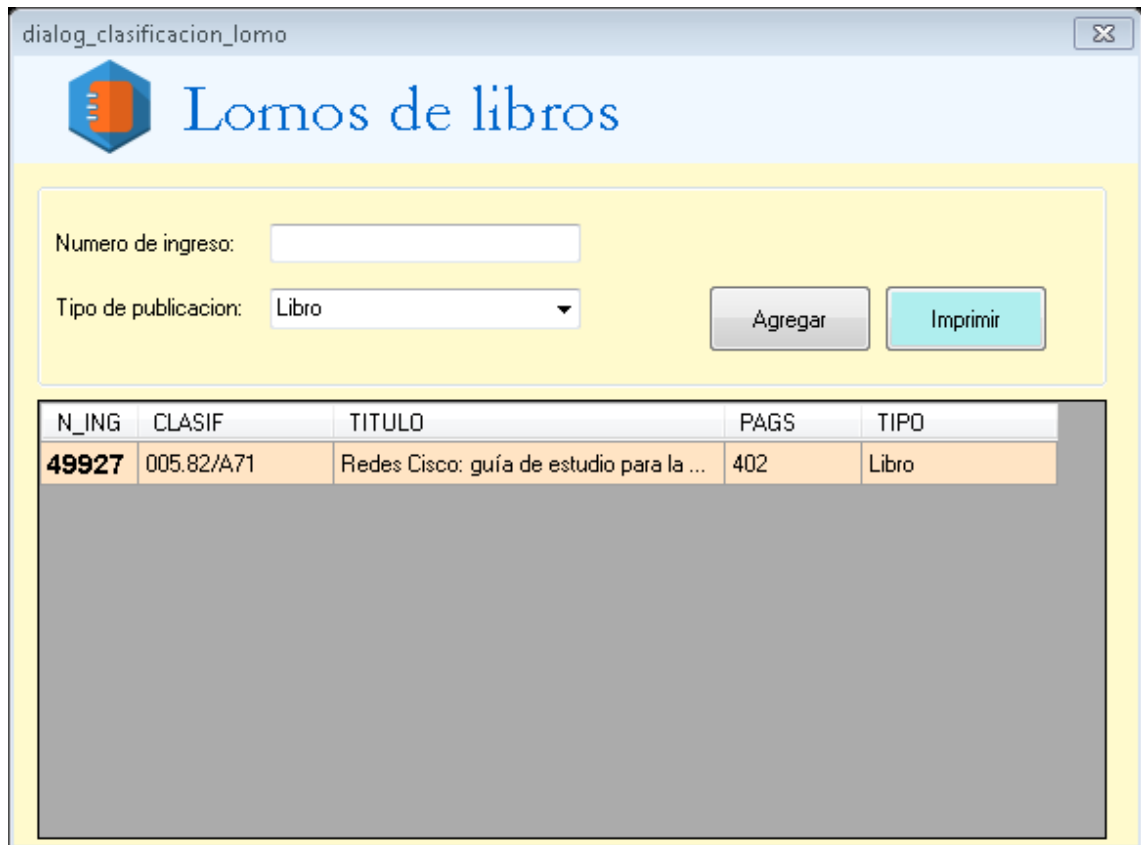 dialog_clasificacion_lomo
Lomos de libros
Numero de ingreso:
Tipo de publicacion: Libro
Agregar Imprimir
N_ING CLASIF TITULO PAGS TIPO
49927 005.82/A71 Redes Cisco: guía de estudio para la ... 402 Libro